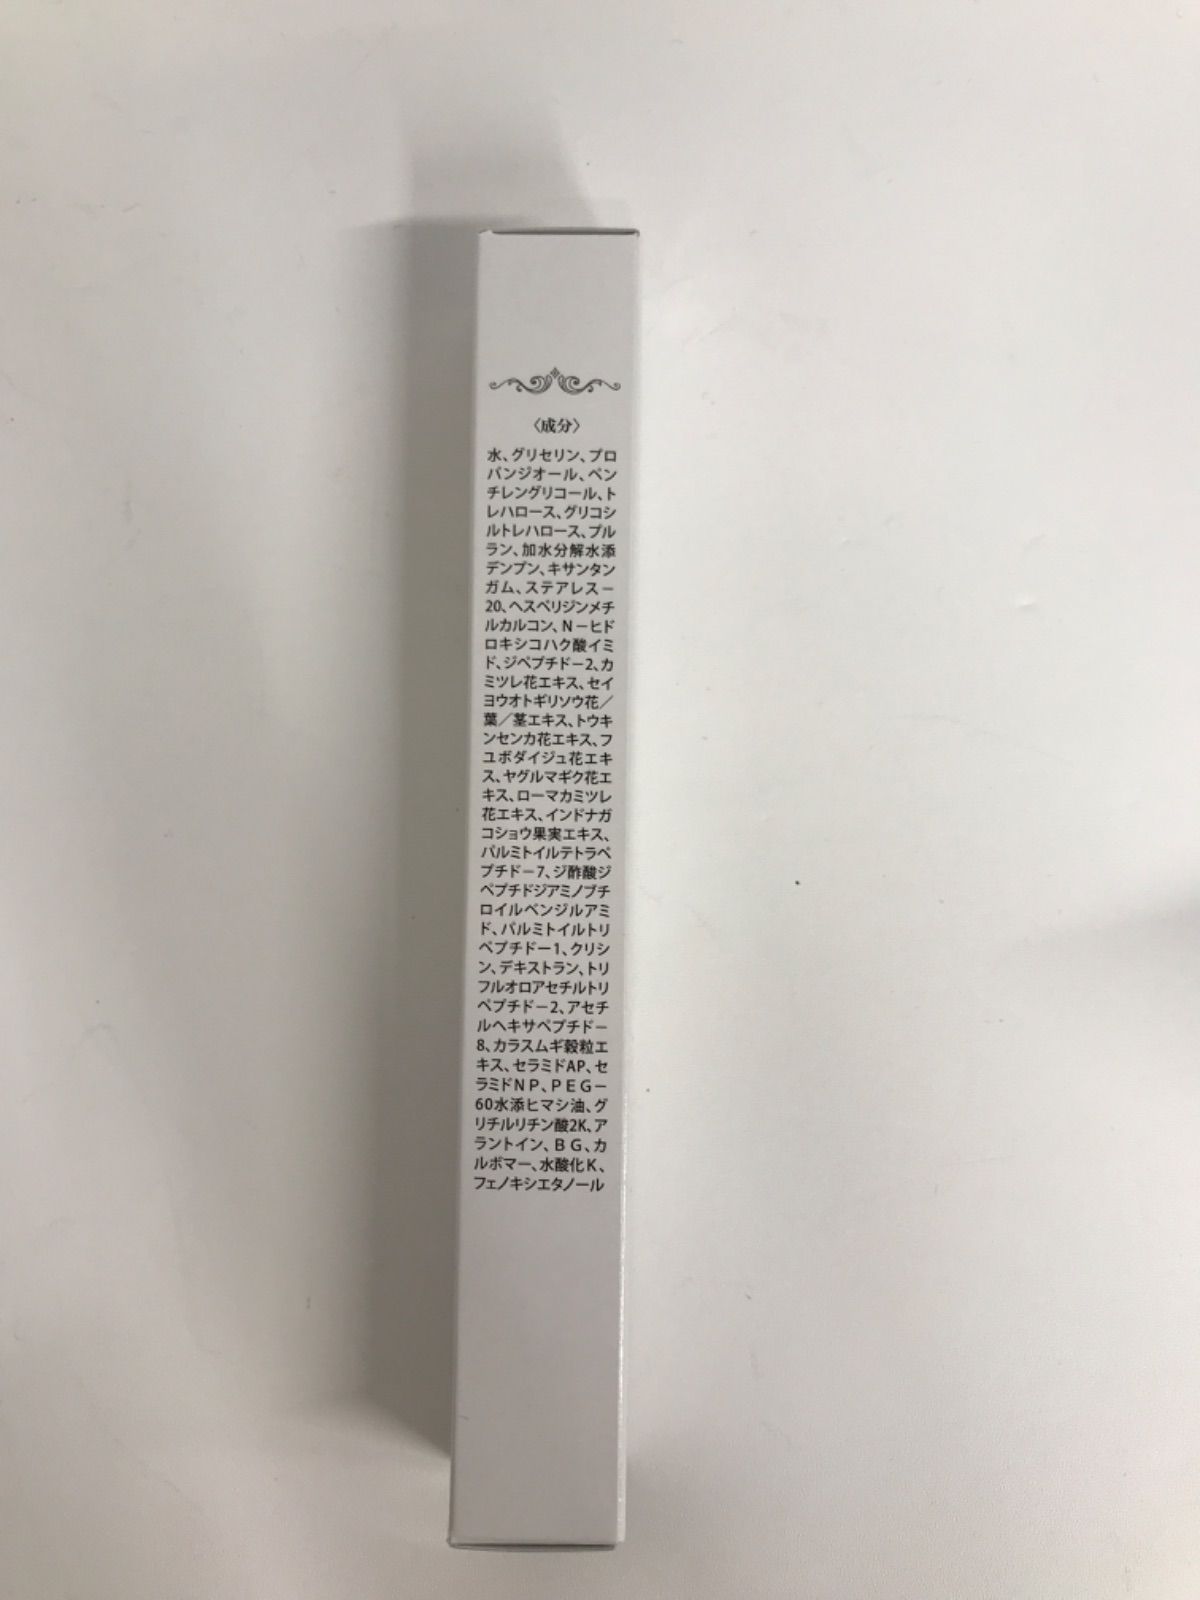 〈成分〉
水、グリセリン、プロ
パンジオール、ペン
チレングリコール、ト
レハロース、グリコシ
ルトレハロース、プル
ラン、加水分解水添
デンプン、キサンタン
ガム、ステアレス－
20、ヘスペリジンメチ
ルカルコン、N－ヒド
ロキシコハク酸イミ
ド、ジペプチド－2、カ
ミツレ花エキス、セイ
ヨウオトギリソウ花／
葉／茎エキス、トウキ
ンセンカ花エキス、フ
ユボダイジュ花エキ
ス、ヤグルマギク花エ
キス、ローマカミツレ
花エキス、インドナガ
コショウ果実エキス、
パルミトイルテトラペ
プチド－7、ジ酢酸ジ
ペプチドジアミノブチ
ロイルベンジルアミ
ド、パルミトイルトリ
ペプチドー1、クリシ
ン、デキストラン、トリ
フルオロアセチルトリ
ペプチド－2、アセチ
ルヘキサペプチド－
8、カラスムギ穀粒エ
キス、セラミドAP、セ
ラミドNP、PEG－
60水添ヒマシ油、グ
リチルリチン酸2K、ア
ラントイン、BG、カ
ルボマー、水酸化K、
フェノキシエタノール